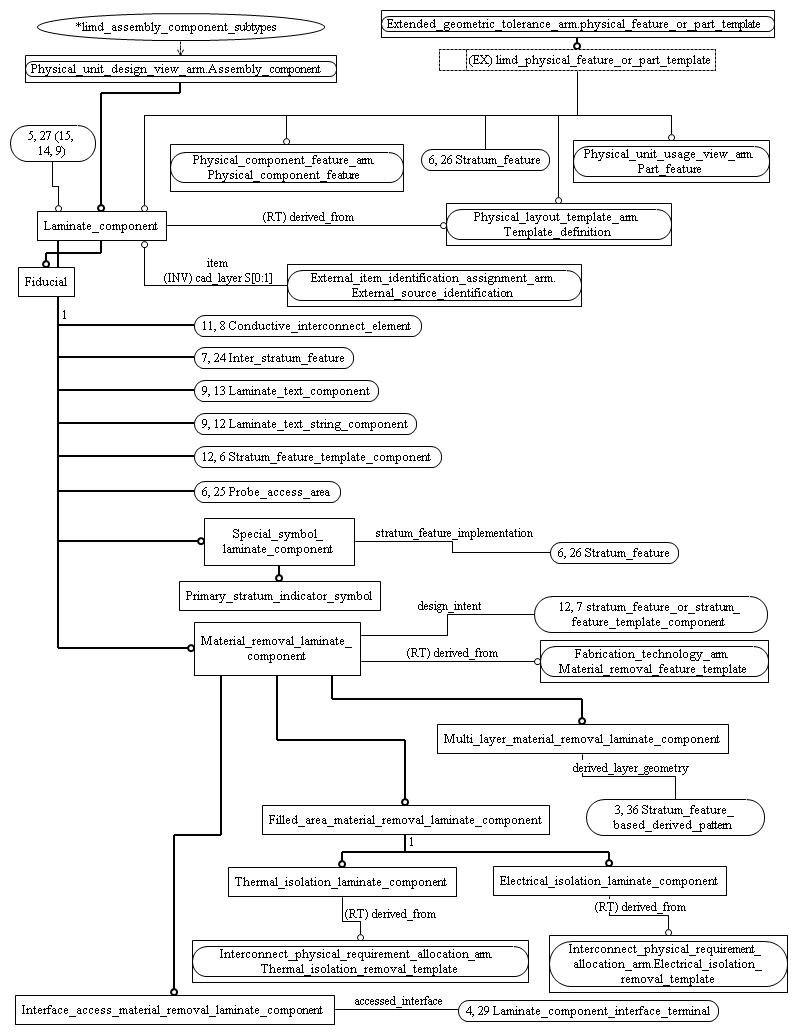 *limd_assembly_component_subtypes
Extended_geometric_tolerance_arm.physical_feature_or_part_template
Physical_unit_design_view_arm.Assembly_component
(EX) limd_physical_feature_or_part_template
5, 27 (15,
14, 9)
Physical_component_feature_arm.
Physical_component_feature
6, 26 Stratum_feature
Physical_unit_usage_view_arm.
Part_feature
Laminate_component
(RT) derived_from
Physical_layout_template_arm.
Template_definition
item
(INV) cad_layer S[0:1]
External_item_identification_assignment_arm.
External_source_identification
Fiducial
1
11, 8 Conductive_interconnect_element
7, 24 Inter_stratum_feature
9, 13 Laminate_text_component
9, 12 Laminate_text_string_component
12, 6 Stratum_feature_template_component
6, 25 Probe_access_area
Special_symbol_
laminate_component
stratum_feature_implementation
6, 26 Stratum_feature
Primary_stratum_indicator_symbol
design_intent
12, 7 stratum_feature_or_stratum_
feature_template_component
Material_removal_laminate_
component
(RT) derived_from
Fabrication_technology_arm.
Material_removal_feature_template
Multi_layer_material_removal_laminate_component
derived_layer_geometry
3, 36 Stratum_feature_
based_derived_pattern
Filled_area_material_removal_laminate_component
1
Thermal_isolation_laminate_component
Electrical_isolation_laminate_component
(RT) derived_from
(RT) derived_from
Interconnect_physical_requirement_allocation_arm.
Thermal_isolation_removal_template
Interconnect_physical_requirement_
allocation_arm.Electrical_isolation_
removal_template
Interface_access_material_removal_laminate_component
accessed_interface
4, 29 Laminate_component_interface_terminal